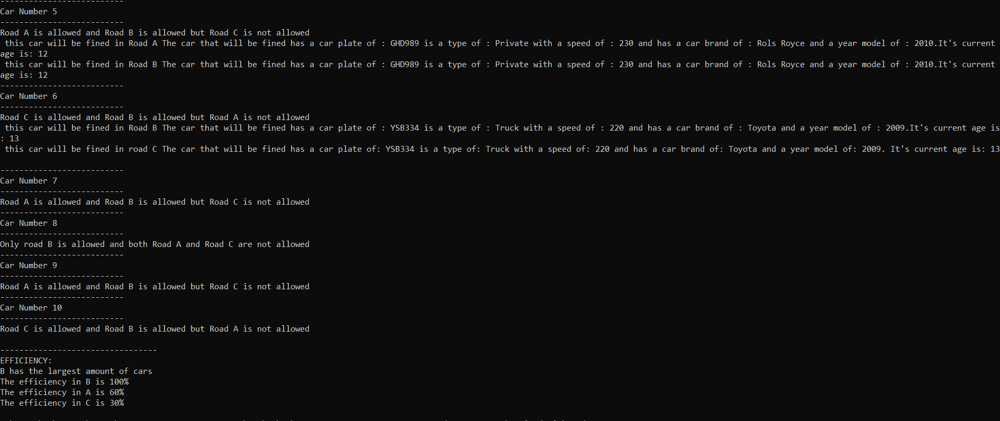 --------------------------
Car Number 5
--------------------------
Road A is allowed and Road B is allowed but Road C is not allowed
 this car will be fined in Road A The car that will be fined has a car plate of : GHD989 is a type of : Private with a speed of : 230 and has a car brand of : Rols Royce and a year model of : 2010.It's current
age is: 12
 this car will be fined in Road B The car that will be fined has a car plate of : GHD989 is a type of : Private with a speed of : 230 and has a car brand of : Rols Royce and a year model of : 2010.It's current
age is: 12
--------------------------
Car Number 6
--------------------------
Road C is allowed and Road B is allowed but Road A is not allowed
 this car will be fined in Road B The car that will be fined has a car plate of : YSB334 is a type of : Truck with a speed of : 220 and has a car brand of : Toyota and a year model of : 2009.It's current age is
: 13
 this car will be fined in road C The car that will be fined has a car plate of: YSB334 is a type of: Truck with a speed of: 220 and has a car brand of: Toyota and a year model of: 2009. It's current age is: 13

--------------------------
Car Number 7
--------------------------
Road A is allowed and Road B is allowed but Road C is not allowed
--------------------------
Car Number 8
--------------------------
Only road B is allowed and both Road A and Road C are not allowed
--------------------------
Car Number 9
--------------------------
Road A is allowed and Road B is allowed but Road C is not allowed
--------------------------
Car Number 10
--------------------------
Road C is allowed and Road B is allowed but Road A is not allowed

---------------------------------
EFFICIENCY:
B has the largest amount of cars
The efficiency in B is 100%
The efficiency in A is 60%
The efficiency in C is 30%